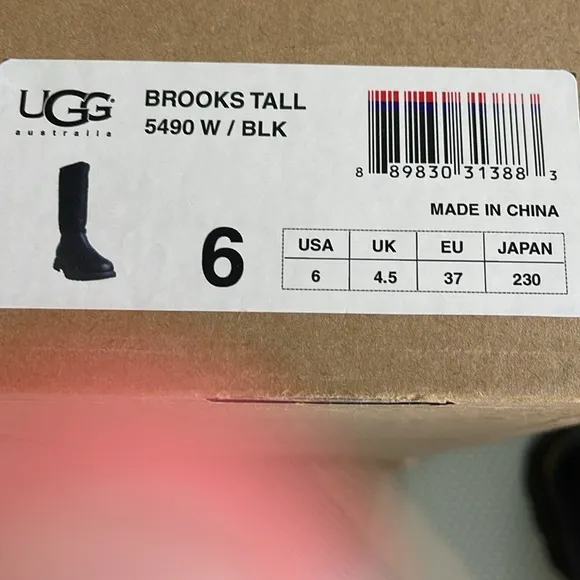 UGG®
australia
BROOKS TALL
5490 W / BLK
8 89830 31388 3
MADE IN CHINA
6
USA UK EU JAPAN
6 4.5 37 230